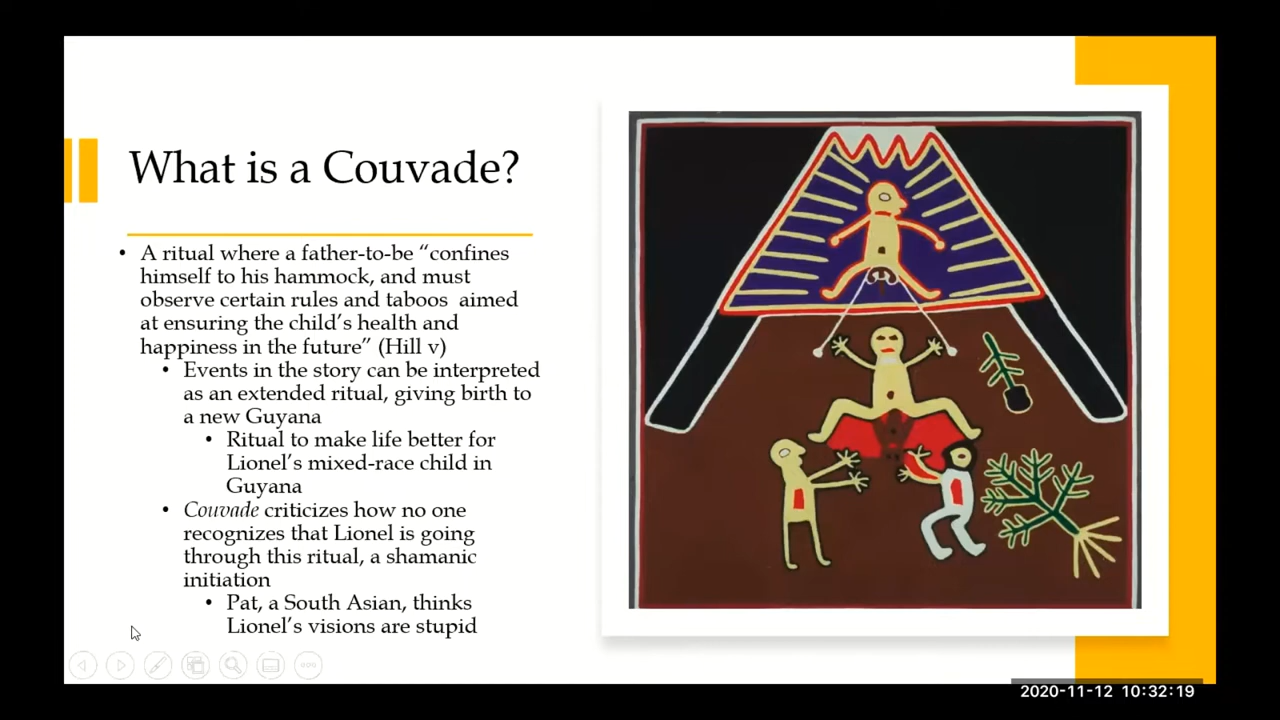 What is a Couvade?
• A ritual where a father-to-be “confines
himself to his hammock, and must
observe certain rules and taboos  aimed
at ensuring the child’s health and
happiness in the future” (Hill v)
• Events in the story can be interpreted
as an extended ritual, giving birth to
a new Guyana
• Ritual to make life better for
Lionel’s mixed-race child in
Guyana
• Couvade criticizes how no one
recognizes that Lionel is going
through this ritual, a shamanic
initiation
• Pat, a South Asian, thinks
Lionel’s visions are stupid
2020-11-12 10:32:19